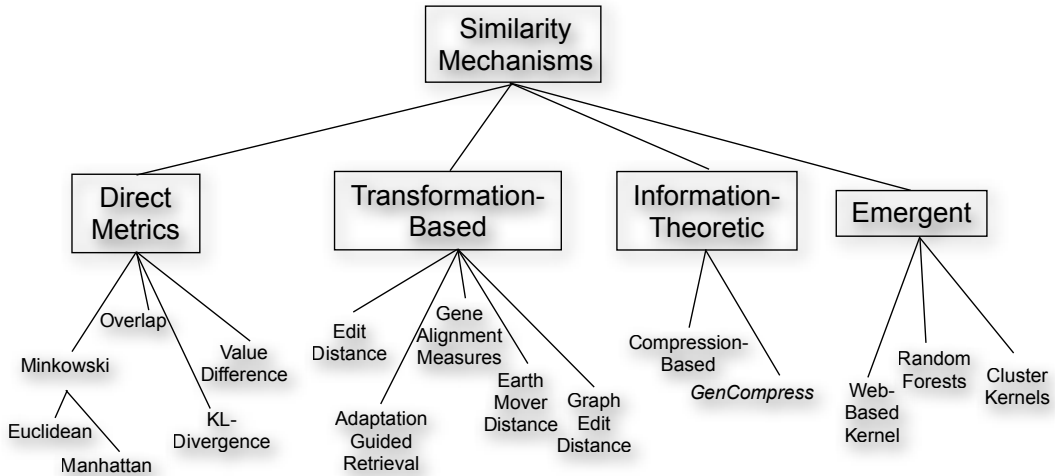 Similarity
Mechanisms
Direct
Metrics
Transformation-
Based
Information-
Theoretic
Emergent
Overlap
Minkowski
Value
Difference
Euclidean
KL-
Divergence
Manhattan
Edit
Distance
Gene
Alignment
Measures
Earth
Mover
Distance
Adaptation
Guided
Retrieval
Graph
Edit
Distance
Compression-
Based
GenCompress
Random
Forests
Web-
Based
Kernel
Cluster
Kernels